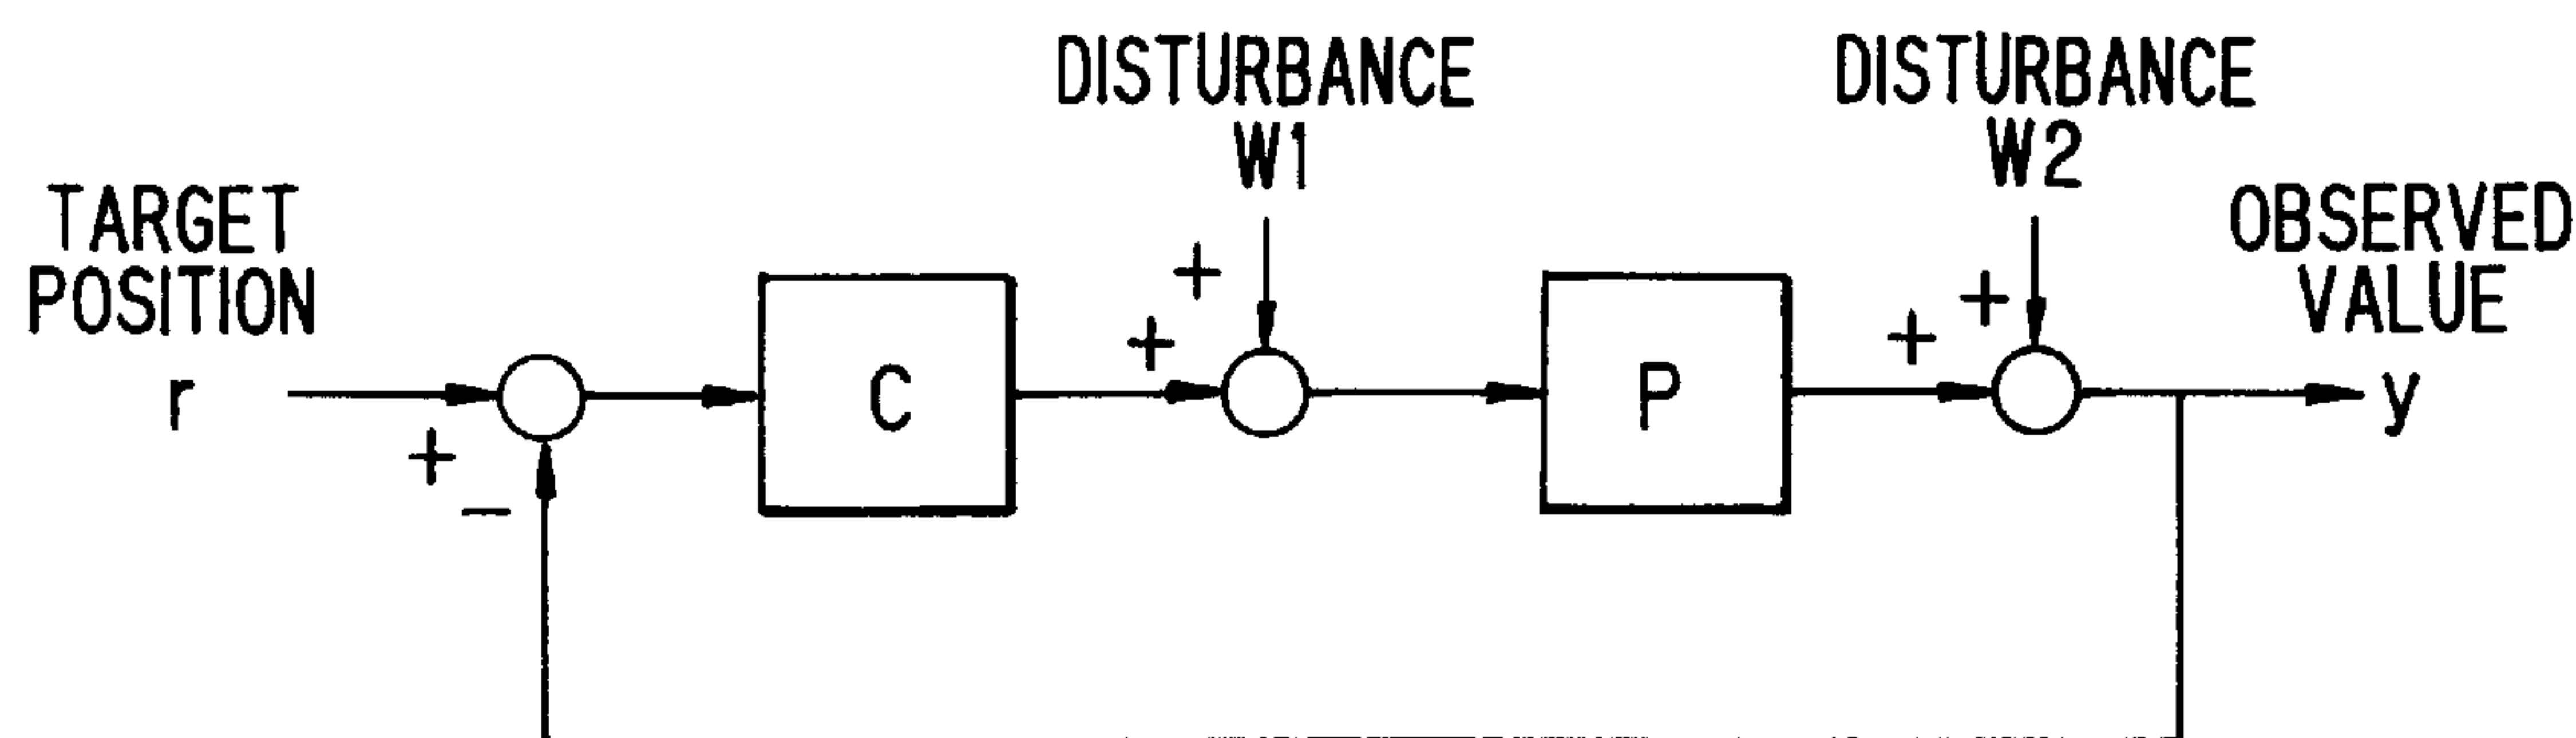 DISTURBANCE
W1
DISTURBANCE
W2
TARGET
POSITION
r
OBSERVED
VALUE
y
+
-
C
+
+
P
+
+